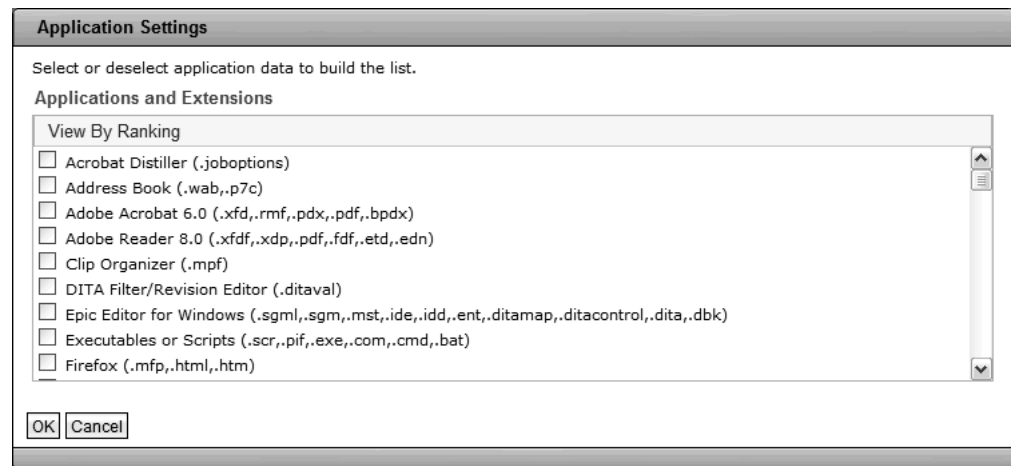 Application Settings
Select or deselect application data to build the list.
Applications and Extensions
View By Ranking
Acrobat Distiller (.joboptions)
Address Book (.wab,.p7c)
Adobe Acrobat 6.0 (.xfd,.rmf,.pdx,.pdf,.bpdx)
Adobe Reader 8.0 (.xfdf,.xdp,.pdf,.fdf,.etd,.edn)
Clip Organizer (.mpf)
DITA Filter/Revision Editor (.ditaval)
Epic Editor for Windows (.sgml,.sgm,.mst,.ide,.idd,.ent,.ditamap,.ditacontrol,.dita,.dbk)
Executables or Scripts (.scr,.pif,.exe,.com,.cmd,.bat)
Firefox (.mfp,.html,.htm)
OK Cancel